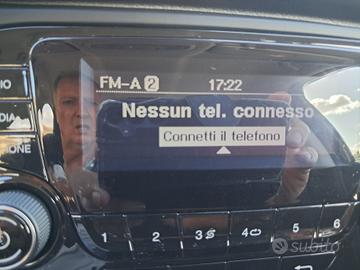 FM-A 2 17:22
Nessun tel. connesso
Connetti il telefono
1 2 3 4 5 6
subito